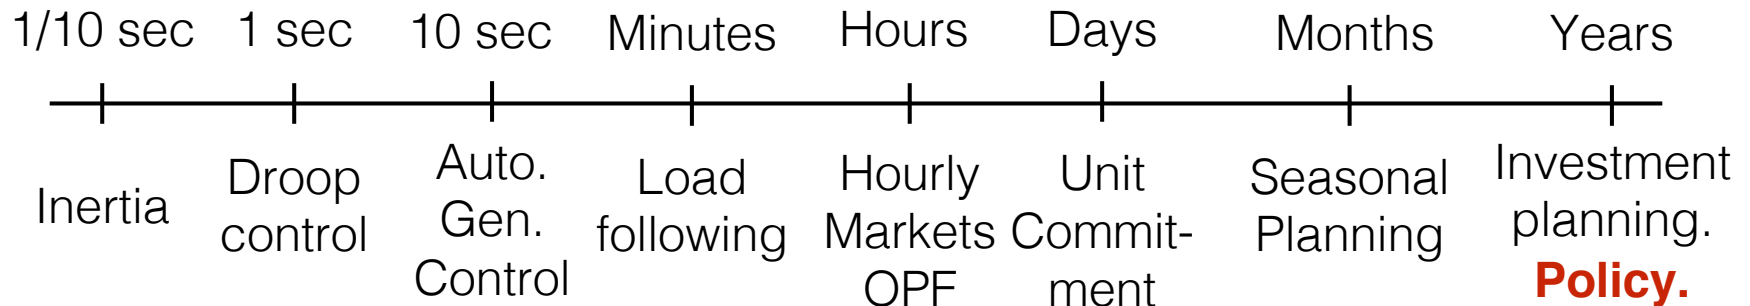 1/10 sec 1 sec 10 sec Minutes Hours Days Months Years
Inertia
Droop
control
Auto.
Gen.
Control
Load
following
Hourly
Markets
OPF
Unit
Commit-
ment
Seasonal
Planning
Investment
planning.
Policy.